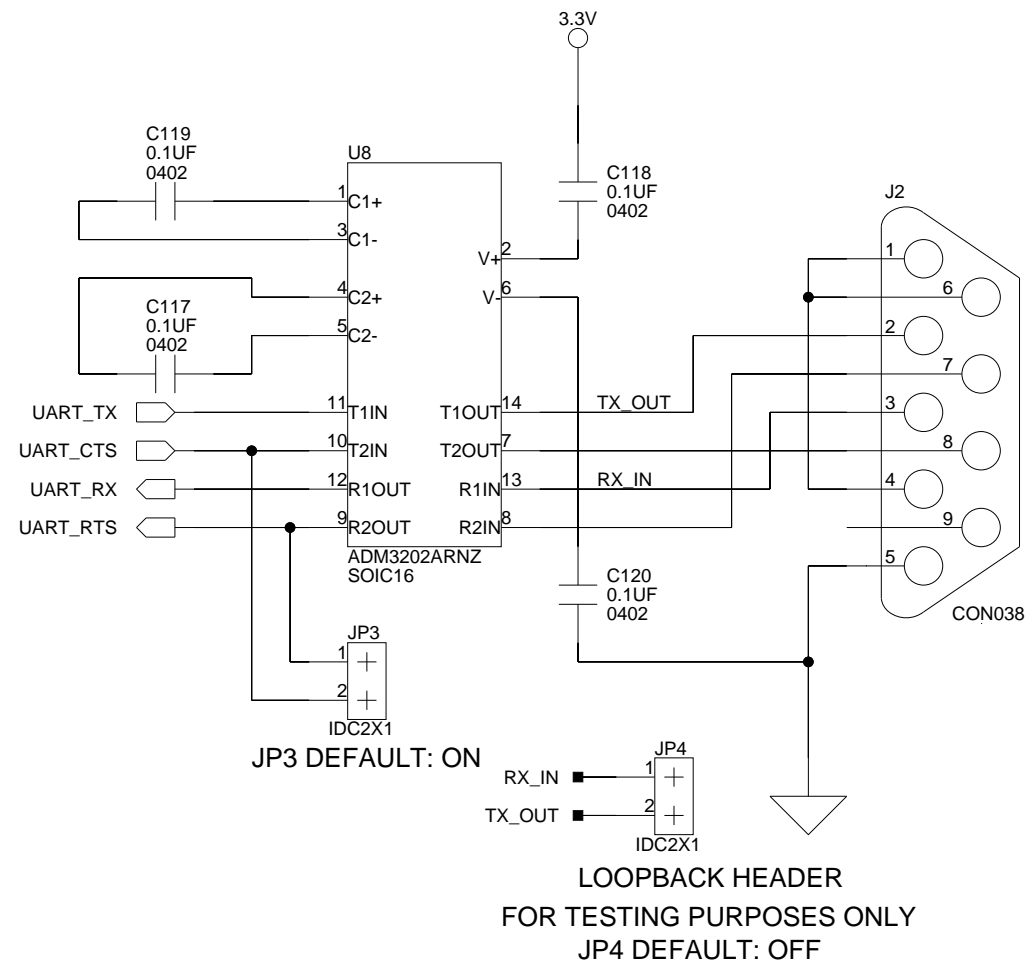 3.3V
C119
0.1UF
0402
U8
C118
0.1UF
0402
J2
1
C1+
3
C1-
V+
2
4
C2+
V-
6
5
C2-
C117
0.1UF
0402
1
6
2
7
3
8
4
9
5
UART_TX
11
T1IN
T1OUT
14
TX_OUT
UART_CTS
10
T2IN
T2OUT
7
UART_RX
12
R1OUT
R1IN
13
RX_IN
UART_RTS
9
R2OUT
R2IN
8
ADM3202ARNZ
SOIC16
C120
0.1UF
0402
CON038
JP3
1
2
IDC2X1
JP3 DEFAULT: ON
JP4
RX_IN
1
TX_OUT
2
IDC2X1
LOOPBACK HEADER
FOR TESTING PURPOSES ONLY
JP4 DEFAULT: OFF